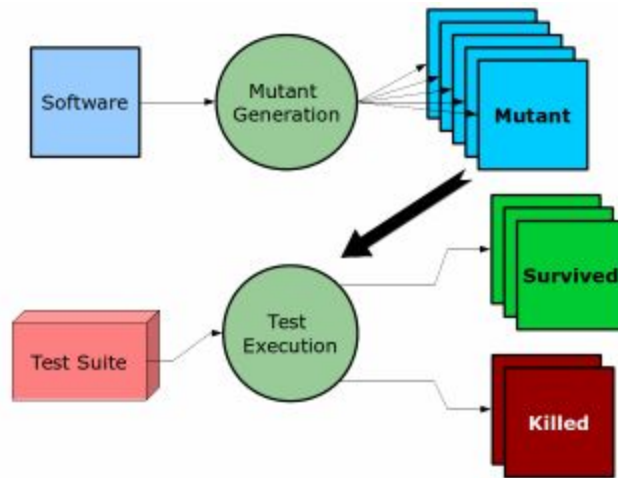 Software
Mutant
Generation
Mutant
Test Suite
Test
Execution
Survived
Killed